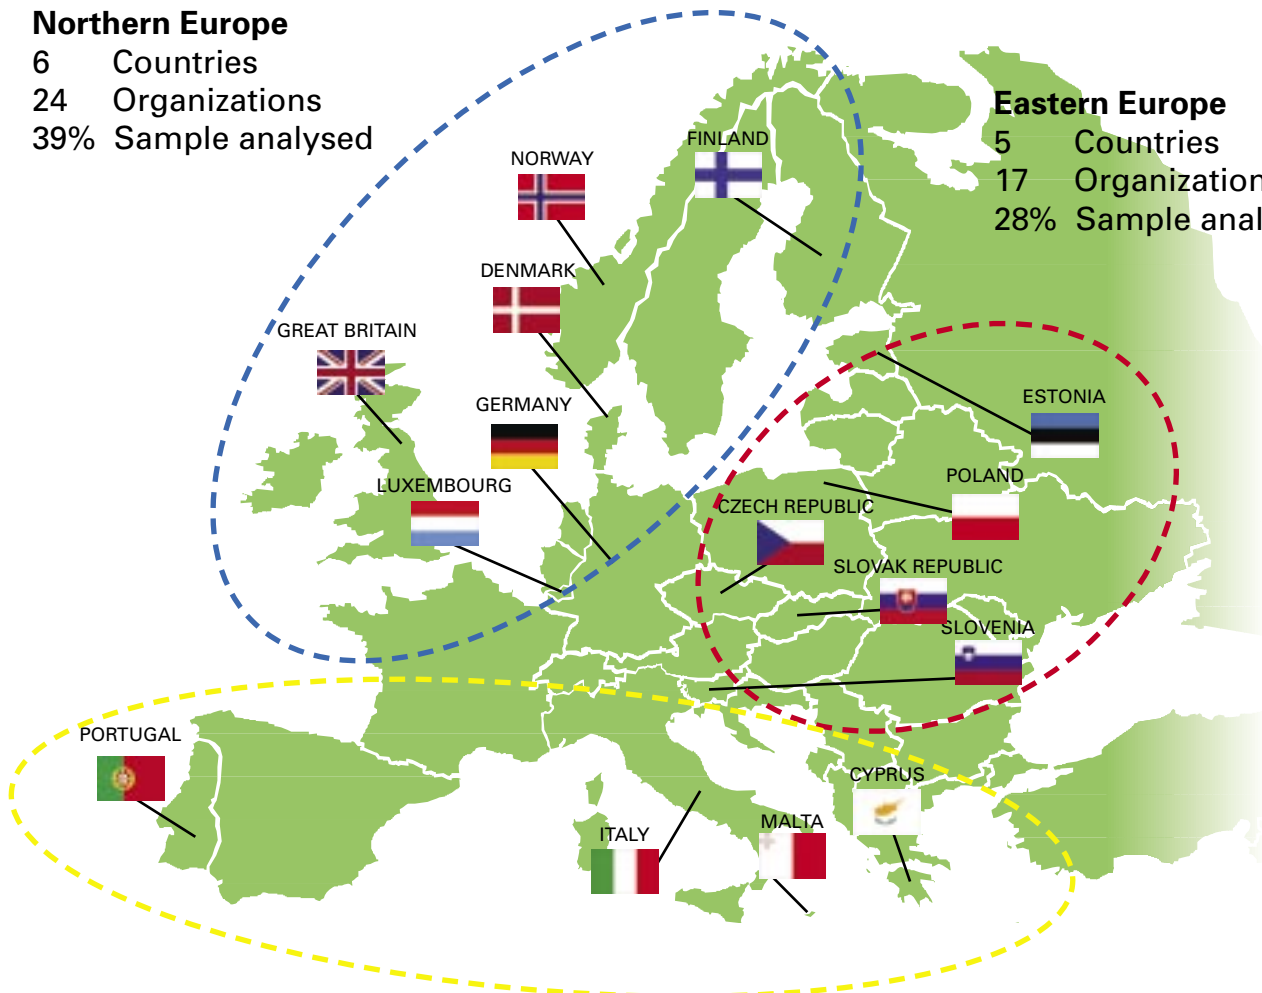 Northern Europe
6 Countries
24 Organizations
39% Sample analysed
Eastern Europe
5 Countries
17 Organization
28% Sample anal
FINLAND
NORWAY
DENMARK
GREAT BRITAIN
GERMANY
LUXEMBOURG
ESTONIA
POLAND
CZECH REPUBLIC
SLOVAK REPUBLIC
SLOVENIA
PORTUGAL
CYPRUS
MALTA
ITALY